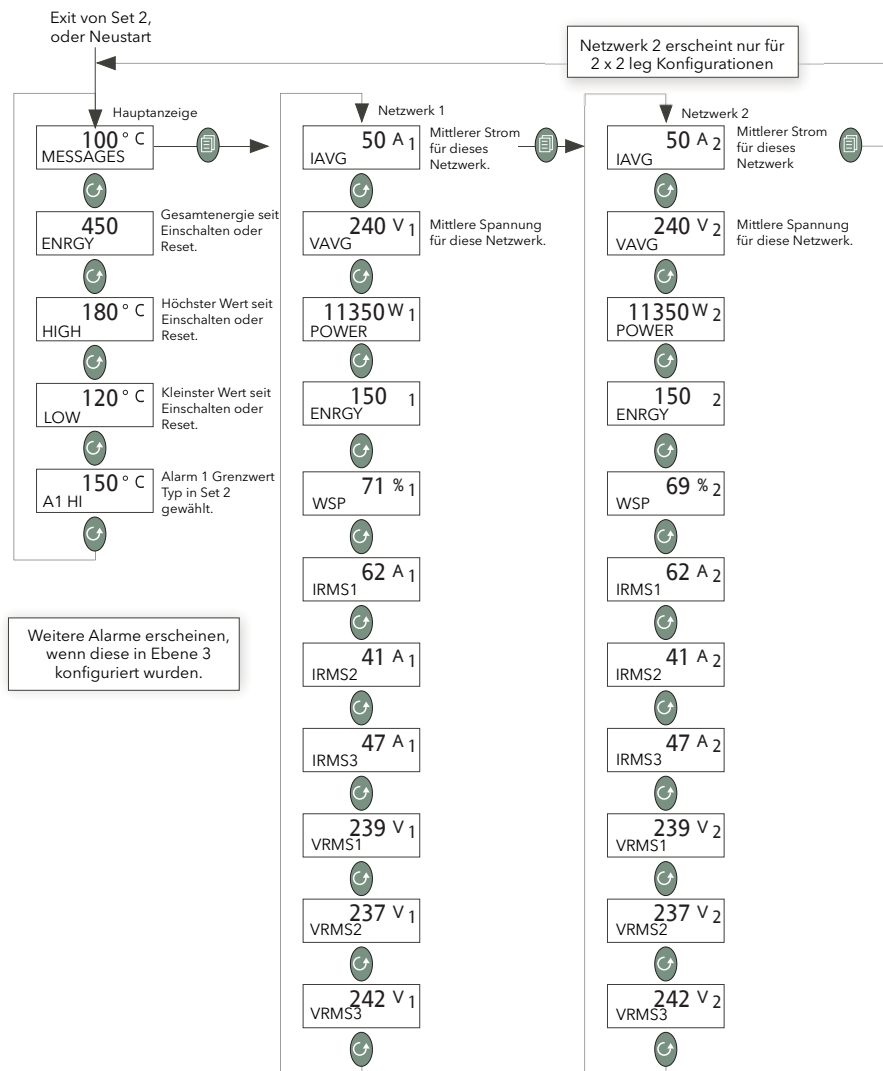 Exit von Set 2,
oder Neustart
Netzwerk 2 erscheint nur für
2 x 2 leg Konfigurationen
Hauptanzeige
100 ° C
MESSAGES
450
ENRGY
Gesamtenergie seit
Einschalten oder
Reset.
180 ° C
HIGH
Höchster Wert seit
Einschalten oder
Reset.
120 ° C
LOW
Kleinster Wert seit
Einschalten oder
Reset.
150 ° C
A1 HI
Alarm 1 Grenzwert
Typ in Set 2
gewählt.
Weitere Alarme erscheinen,
wenn diese in Ebene 3
konfiguriert wurden.
Netzwerk 1
50 A 1
IAVG
Mittlerer Strom
für dieses
Netzwerk.
240 V 1
VAVG
Mittlere Spannung
für diese Netzwerk.
11350 W 1
POWER
150 1
ENRGY
71 % 1
WSP
62 A 1
IRMS1
41 A 1
IRMS2
47 A 1
IRMS3
239 V 1
VRMS1
237 V 1
VRMS2
242 V 1
VRMS3
Netzwerk 2
50 A 2
IAVG
Mittlerer Strom
für dieses
Netzwerk
240 V 2
VAVG
Mittlere Spannung
für diese Netzwerk.
11350 W 2
POWER
150 2
ENRGY
69 % 2
WSP
62 A 2
IRMS1
41 A 2
IRMS2
47 A 2
IRMS3
239 V 2
VRMS1
237 V 2
VRMS2
242 V 2
VRMS3